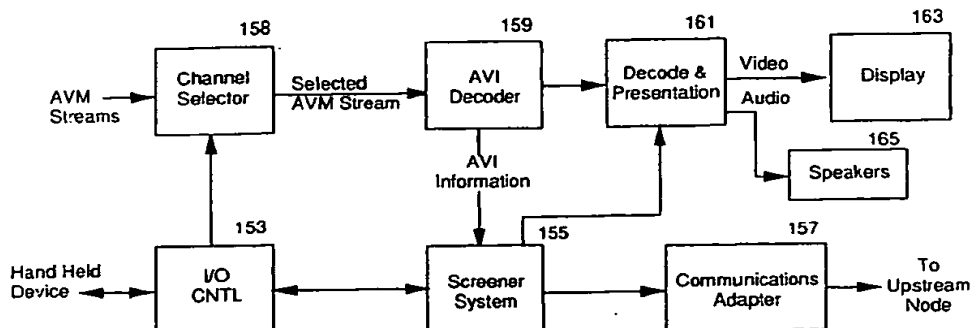 158
Channel
Selector
AVM
Streams
Selected
AVM Stream
159
AVI
Decoder
161
Decode &
Presentation
Video
Audio
163
Display
165
Speakers
AVI
Information
153
I/O
CNTL
Hand Held
Device
155
Screener
System
157
Communications
Adapter
To
Upstream
Node